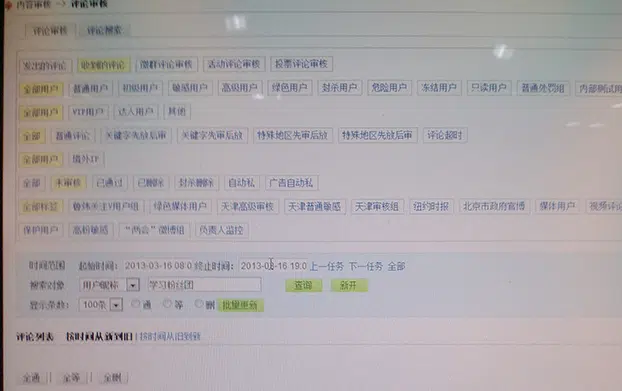 内容审核 -> 评论审核
评论审核 评论搜索
发出的评论 收到的评论 微群评论审核 活动评论审核 投票评论审核
全部用户 普通用户 初级用户 敏感用户 高级用户 绿色用户 封杀用户 危险用户 冻结用户 只读用户 普通处罚组 内部测试用
全部用户 VIP用户 达人用户 其他
全部 普通评论 关键字先放后审 关键字先审后放 特殊地区先审后放 特殊地区先放后审 评论超时
全部用户 境外IP
全部 未审核 已通过 已删除 封杀删除 自动私 广告自动私
全部标签 敏感关注V用户组 绿色媒体用户 天津高级审核 天津普通敏感 天津审核组 纽约时报 北京市政府官博 媒体用户 视频评论
保护用户 高粉敏感 “两会”微博组 负责人监控
时间范围 起始时间: 2013-03-16 08:0 终止时间: 2013-03-16 19:0 上一任务 下一任务 全部
搜索对象 用户昵称 学习粉丝团 查询 新开
显示条数: 100条 通 等 删 批量更新
评论列表 按时间从新到旧 | 按时间从旧到新
全通 全等 全删